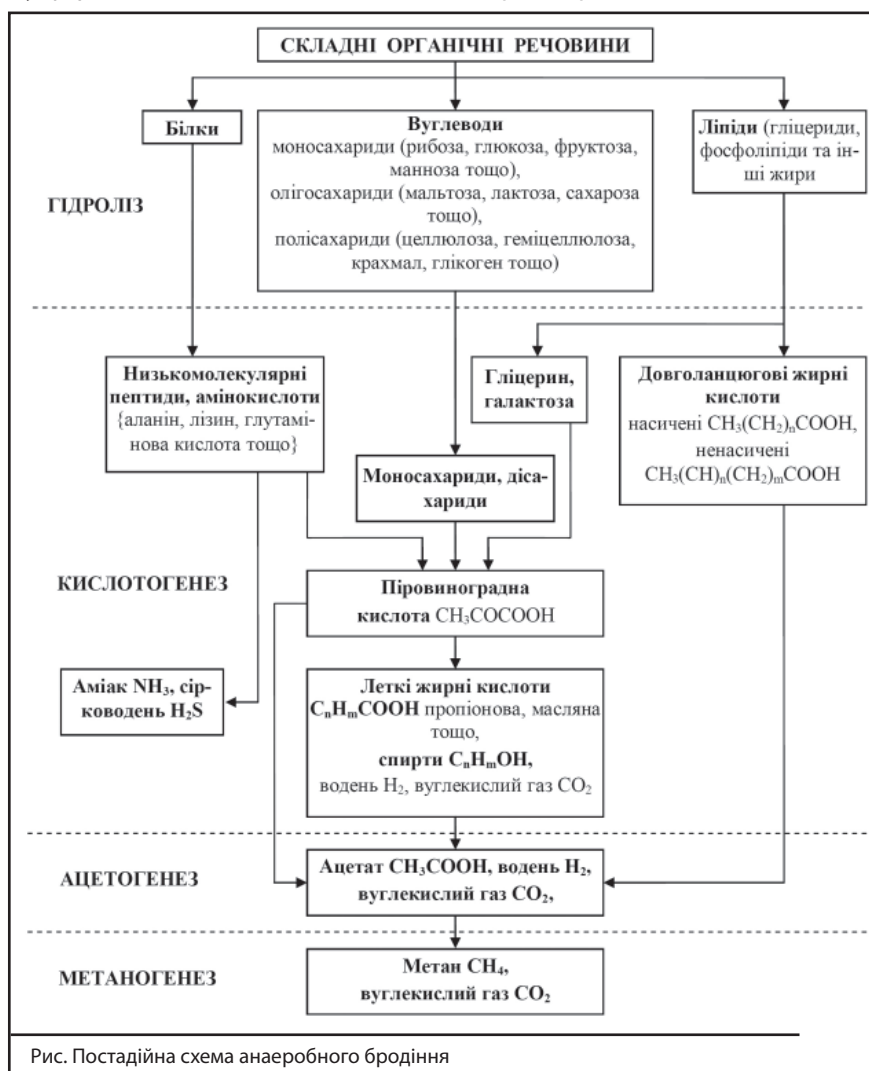 СКЛАДНІ ОРГАНІЧНІ РЕЧОВИНИ
Білки
Вуглеводи
моносахариди (рибоза, глюкоза, фруктоза,
манноза тощо),
олігосахариди (мальтоза, лактоза, сахароза
тощо),
полісахариди (целлюлоза, геміцеллюлоза,
крахмал, глікоген тощо)
Ліпіди (гліцериди,
фосфоліпіди та ін-
ші жири
ГІДРОЛІЗ
Низькомолекулярні
пептиди, амінокислоти
{аланін, лізин, глутамі-
нова кислота тощо}
Гліцерин,
галактоза
Довголанцюгові жирні
кислоти
насичені CH₃(CH₂)ₙCOOH,
ненасичені
CH₃(CH)ₙ(CH₂)ₘCOOH
Моносахариди, діса-
хариди
КИСЛОТОГЕНЕЗ
Піровиноградна
кислота CH₃COCOOH
Аміак NH₃, сір-
ководень H₂S
Леткі жирні кислоти
CₙHₘCOOH пропіонова, масляна
тощо,
спирти CₙHₘOH,
водень H₂, вуглекислий газ CO₂
АЦЕТОГЕНЕЗ
Ацетат CH₃COOH, водень H₂,
вуглекислий газ CO₂,
МЕТАНОГЕНЕЗ
Метан CH₄,
вуглекислий газ CO₂
Рис. Постадійна схема анаеробного бродіння